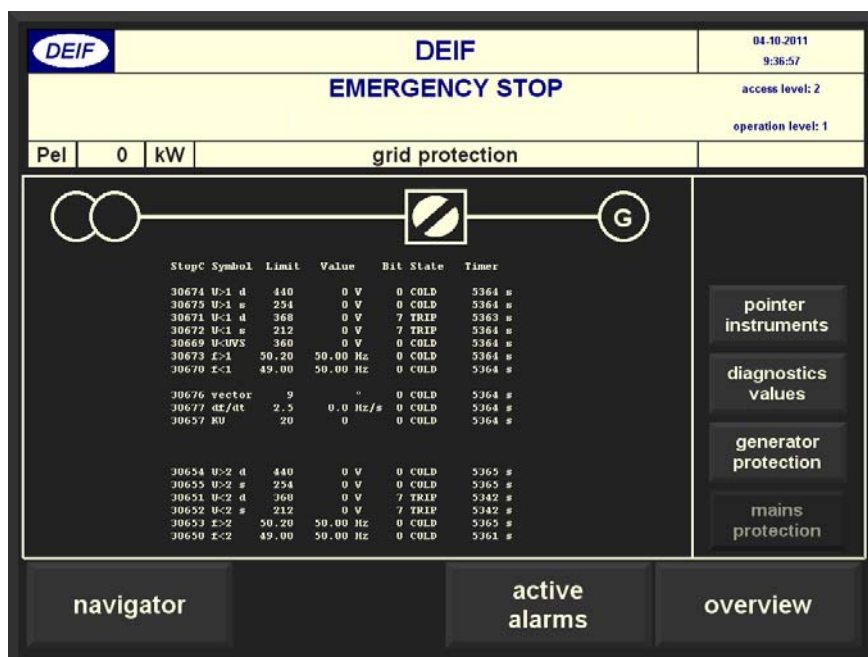 DEIF
DEIF
04-10-2011
9:36:57
EMERGENCY STOP
access level: 2
operation level: 1
Pel 0 kW grid protection
G
StopC Symbol Limit Value Bit State Timer
30674 U>1 d 440 0 V 0 COLD 5364 s
30675 U>1 s 254 0 V 0 COLD 5364 s
30671 U<1 d 368 0 V 7 TRIP 5363 s
30672 U<1 s 212 0 V 7 TRIP 5364 s
30669 U<UVS 360 0 V 0 COLD 5364 s
30673 f>1 50.20 50.00 Hz 0 COLD 5364 s
30670 f<1 49.00 50.00 Hz 0 COLD 5364 s
30676 vector 9 ° 0 COLD 5364 s
30677 df/dt 2.5 0.0 Hz/s 0 COLD 5364 s
30657 KU 20 0 0 COLD 5364 s
30654 U>2 d 440 0 V 0 COLD 5365 s
30655 U>2 s 254 0 V 0 COLD 5365 s
30651 U<2 d 368 0 V 7 TRIP 5342 s
30652 U<2 s 212 0 V 7 TRIP 5342 s
30653 f>2 50.20 50.00 Hz 0 COLD 5365 s
30650 f<2 49.00 50.00 Hz 0 COLD 5361 s
pointer
instruments
diagnostics
values
generator
protection
mains
protection
navigator
active
alarms
overview